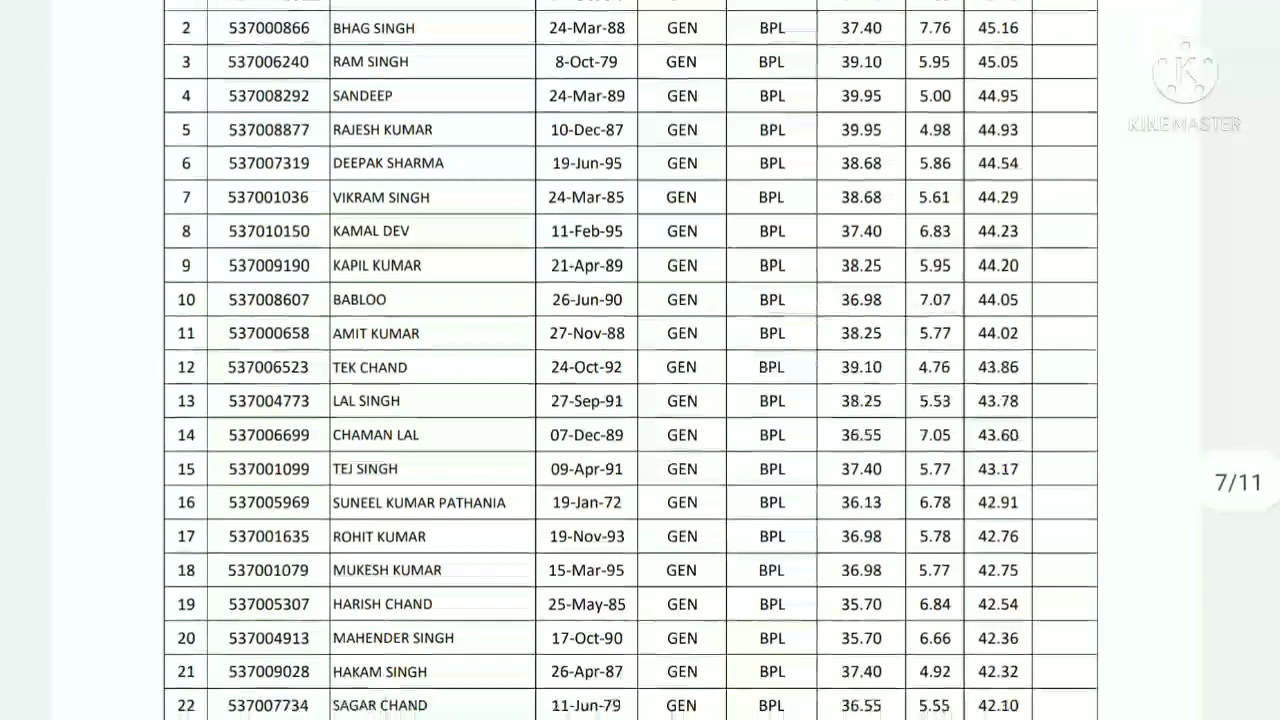 2 537000866 BHAG SINGH 24-Mar-88 GEN BPL 37.40 7.76 45.16
3 537006240 RAM SINGH 8-Oct-79 GEN BPL 39.10 5.95 45.05
4 537008292 SANDEEP 24-Mar-89 GEN BPL 39.95 5.00 44.95
5 537008877 RAJESH KUMAR 10-Dec-87 GEN BPL 39.95 4.98 44.93
6 537007319 DEEPAK SHARMA 19-Jun-95 GEN BPL 38.68 5.86 44.54
7 537001036 VIKRAM SINGH 24-Mar-85 GEN BPL 38.68 5.61 44.29
8 537010150 KAMAL DEV 11-Feb-95 GEN BPL 37.40 6.83 44.23
9 537009190 KAPIL KUMAR 21-Apr-89 GEN BPL 38.25 5.95 44.20
10 537008607 BABLOO 26-Jun-90 GEN BPL 36.98 7.07 44.05
11 537000658 AMIT KUMAR 27-Nov-88 GEN BPL 38.25 5.77 44.02
12 537006523 TEK CHAND 24-Oct-92 GEN BPL 39.10 4.76 43.86
13 537004773 LAL SINGH 27-Sep-91 GEN BPL 38.25 5.53 43.78
14 537006699 CHAMAN LAL 07-Dec-89 GEN BPL 36.55 7.05 43.60
15 537001099 TEJ SINGH 09-Apr-91 GEN BPL 37.40 5.77 43.17
16 537005969 SUNEEL KUMAR PATHANIA 19-Jan-72 GEN BPL 36.13 6.78 42.91
17 537001635 ROHIT KUMAR 19-Nov-93 GEN BPL 36.98 5.78 42.76
18 537001079 MUKESH KUMAR 15-Mar-95 GEN BPL 36.98 5.77 42.75
19 537005307 HARISH CHAND 25-May-85 GEN BPL 35.70 6.84 42.54
20 537004913 MAHENDER SINGH 17-Oct-90 GEN BPL 35.70 6.66 42.36
21 537009028 HAKAM SINGH 26-Apr-87 GEN BPL 37.40 4.92 42.32
22 537007734 SAGAR CHAND 11-Jun-79 GEN BPL 36.55 5.55 42.10
K
KINEMASTER
7/11